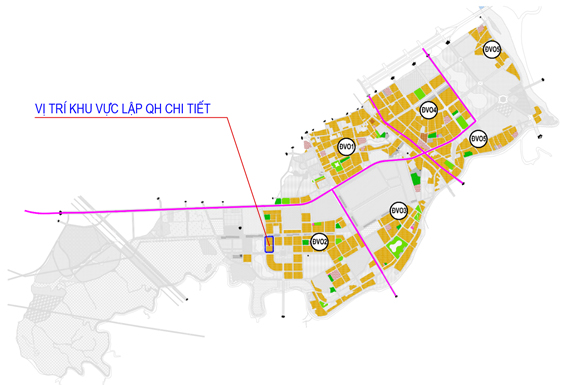 ĐVO5
ĐVO4
VỊ TRÍ KHU VỰC LẬP QH CHI TIẾT
ĐVO5
ĐVO1
ĐVO3
ĐVO2